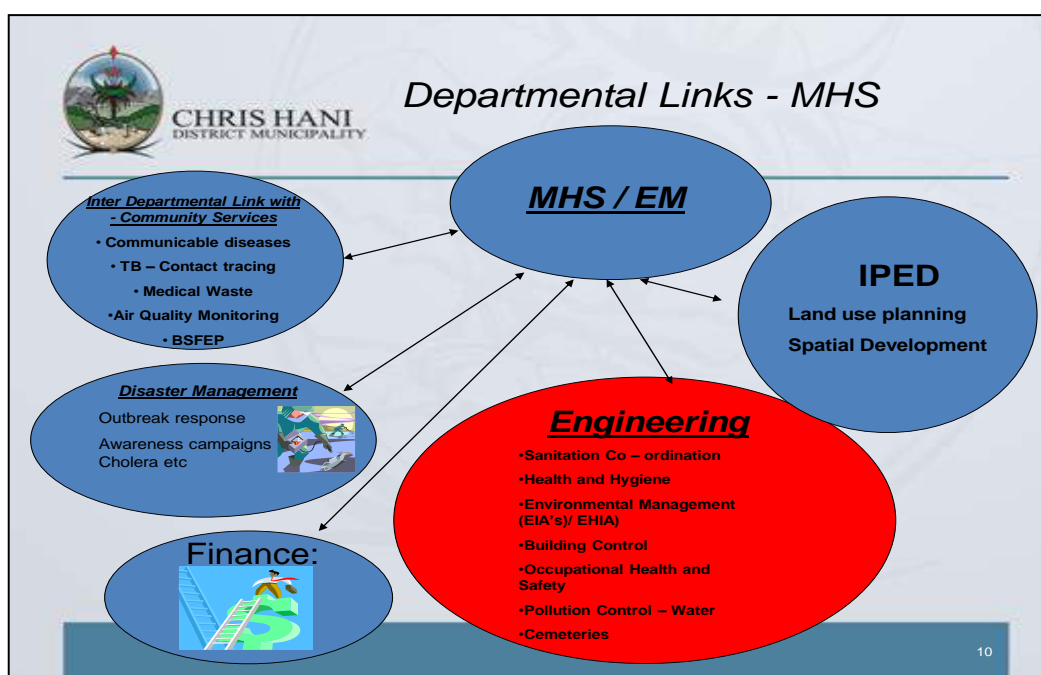 CHRIS HANI
DISTRICT MUNICIPALITY
Departmental Links - MHS
MHS / EM
Inter Departmental Link with
- Community Services
• Communicable diseases
• TB – Contact tracing
• Medical Waste
•Air Quality Monitoring
• BSFEP
IPED
Land use planning
Spatial Development
Disaster Management
Outbreak response
Awareness campaigns
Cholera etc
Engineering
•Sanitation Co – ordination
•Health and Hygiene
•Environmental Management
(EIA's)/ EHIA)
•Building Control
•Occupational Health and
Safety
•Pollution Control – Water
•Cemeteries
Finance:
10